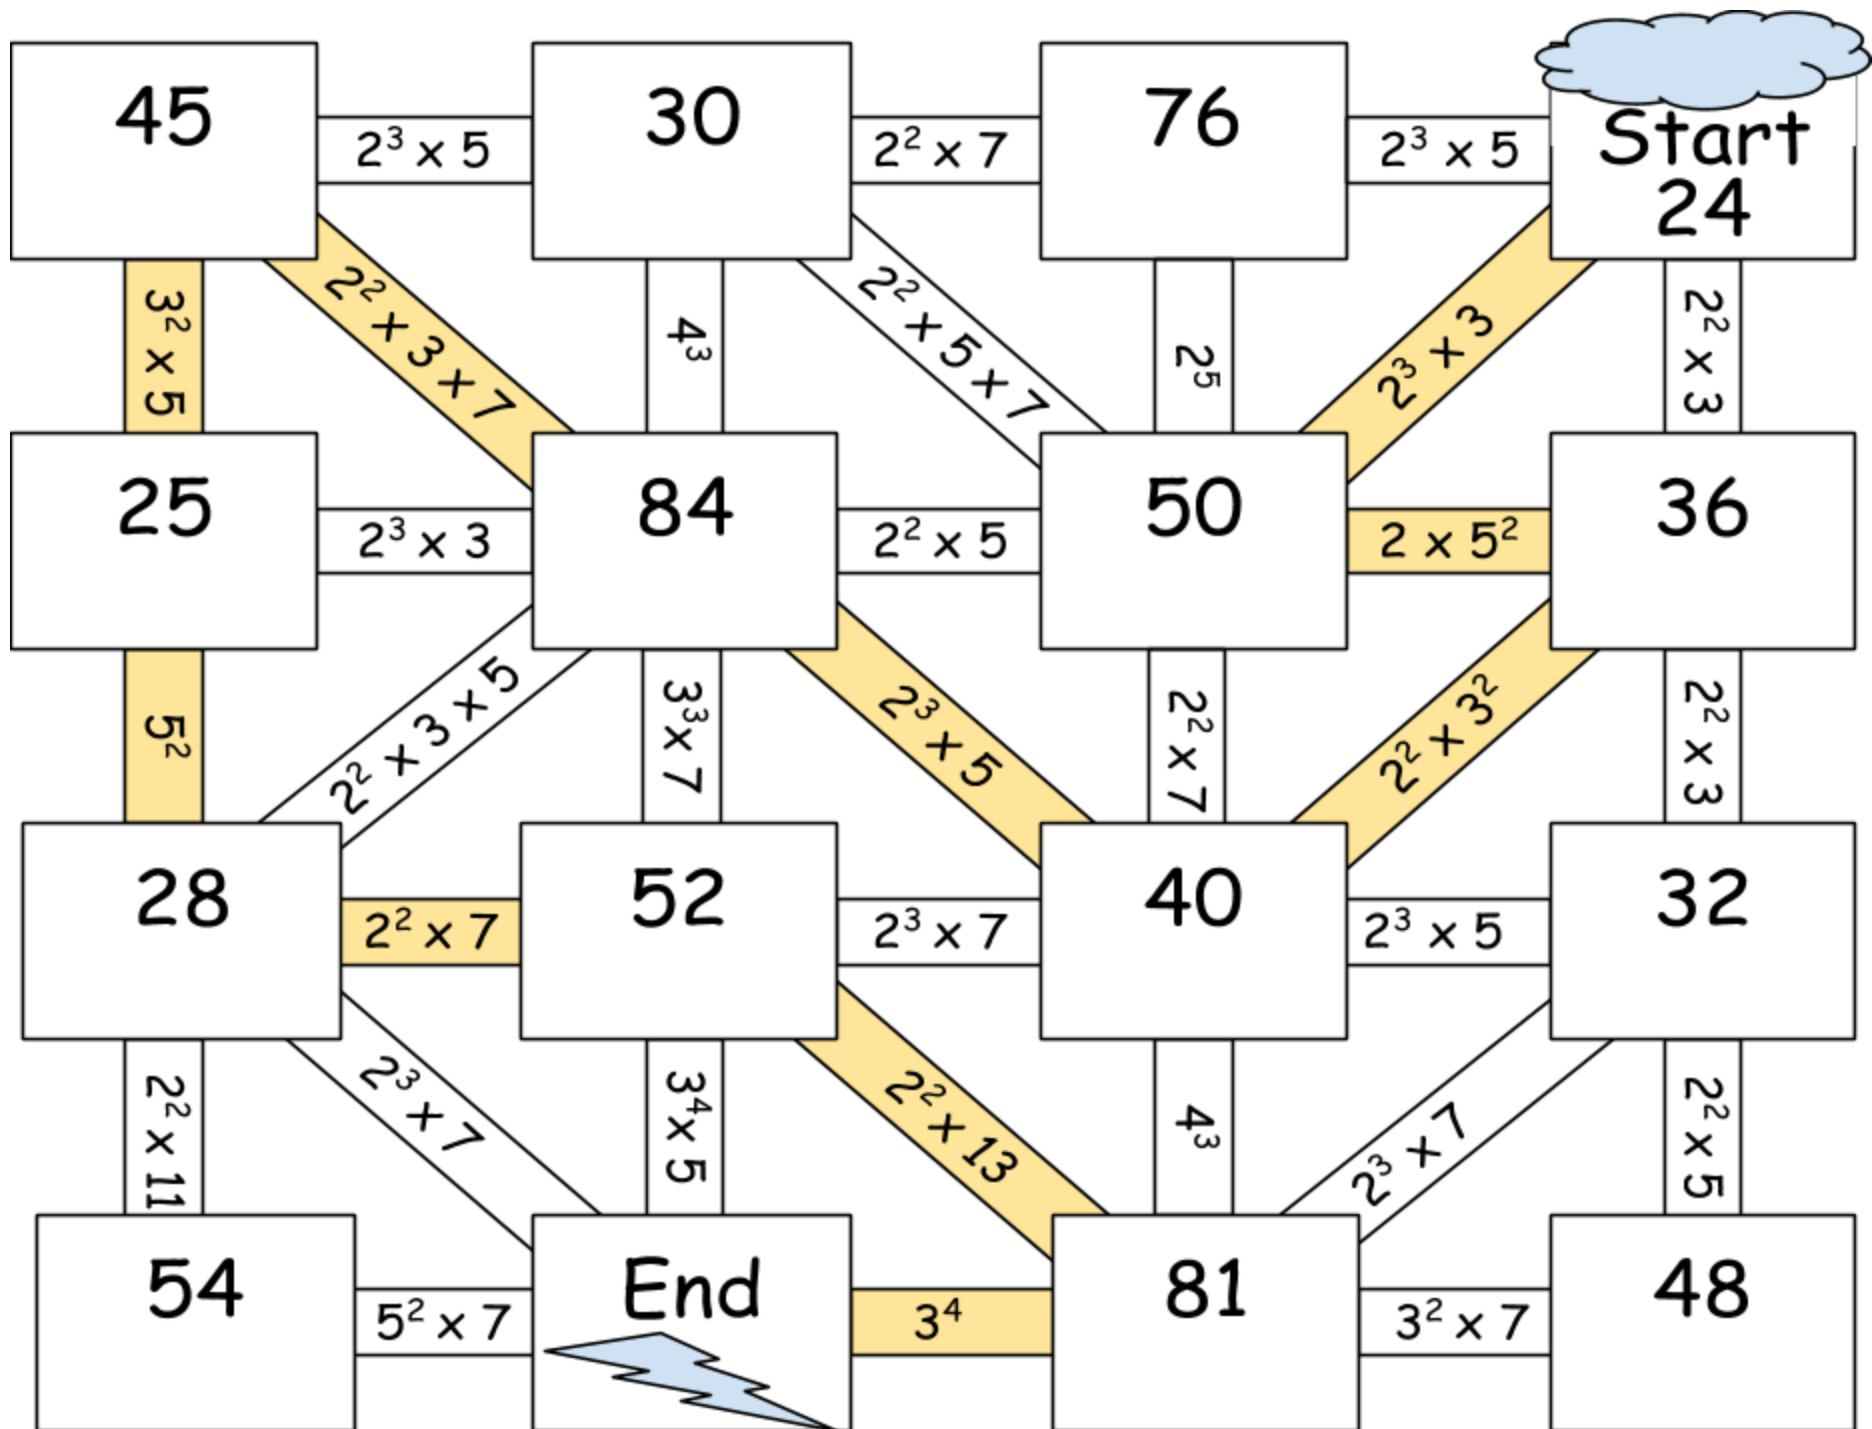 45 2³ x 5 30 2² x 7 76 2³ x 5 Start
24
3² x 5 2² x 3 x 7 4³ 2² x 5 x 7 2⁵ 2³ x 3 2² x 3
25 2³ x 3 84 2² x 5 50 2 x 5² 36
5² 2² x 3 x 5 3³ x 7 2³ x 5 2² x 7 2² x 3² 2² x 3
28 2² x 7 52 2³ x 7 40 2³ x 5 32
2² x 11 2³ x 7 3⁴ x 5 2² x 13 4³ 2³ x 7 2² x 5
54 5² x 7 End 3⁴ 81 3² x 7 48